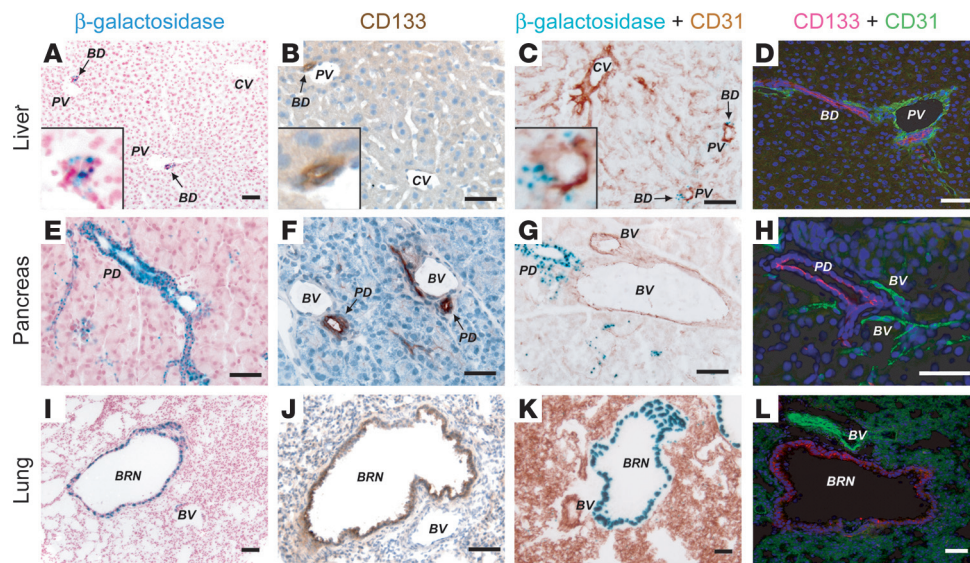 β-galactosidase CD133 β-galactosidase + CD31 CD133 + CD31
Liver
A BD PV CV PV BD
B PV BD CV
C CV BD PV BD PV
D BD PV
Pancreas
E PD
F BV BV PD PD
G BV PD BV
H PD BV BV
Lung
I BRN BV
J BRN BV
K BRN BV
L BV BRN